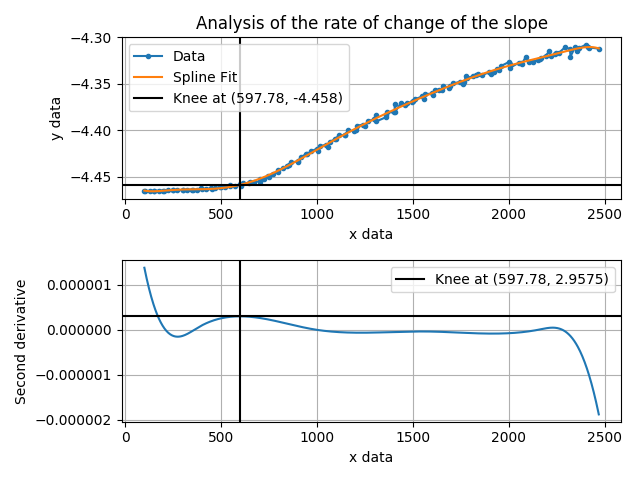 Analysis of the rate of change of the slope
−4.30
−4.35
−4.40
−4.45
y data
Data
Spline Fit
Knee at (597.78, -4.458)
0 500 1000 1500 2000 2500
x data
0.000001
0.000000
−0.000001
−0.000002
Second derivative
Knee at (597.78, 2.9575)
0 500 1000 1500 2000 2500
x data